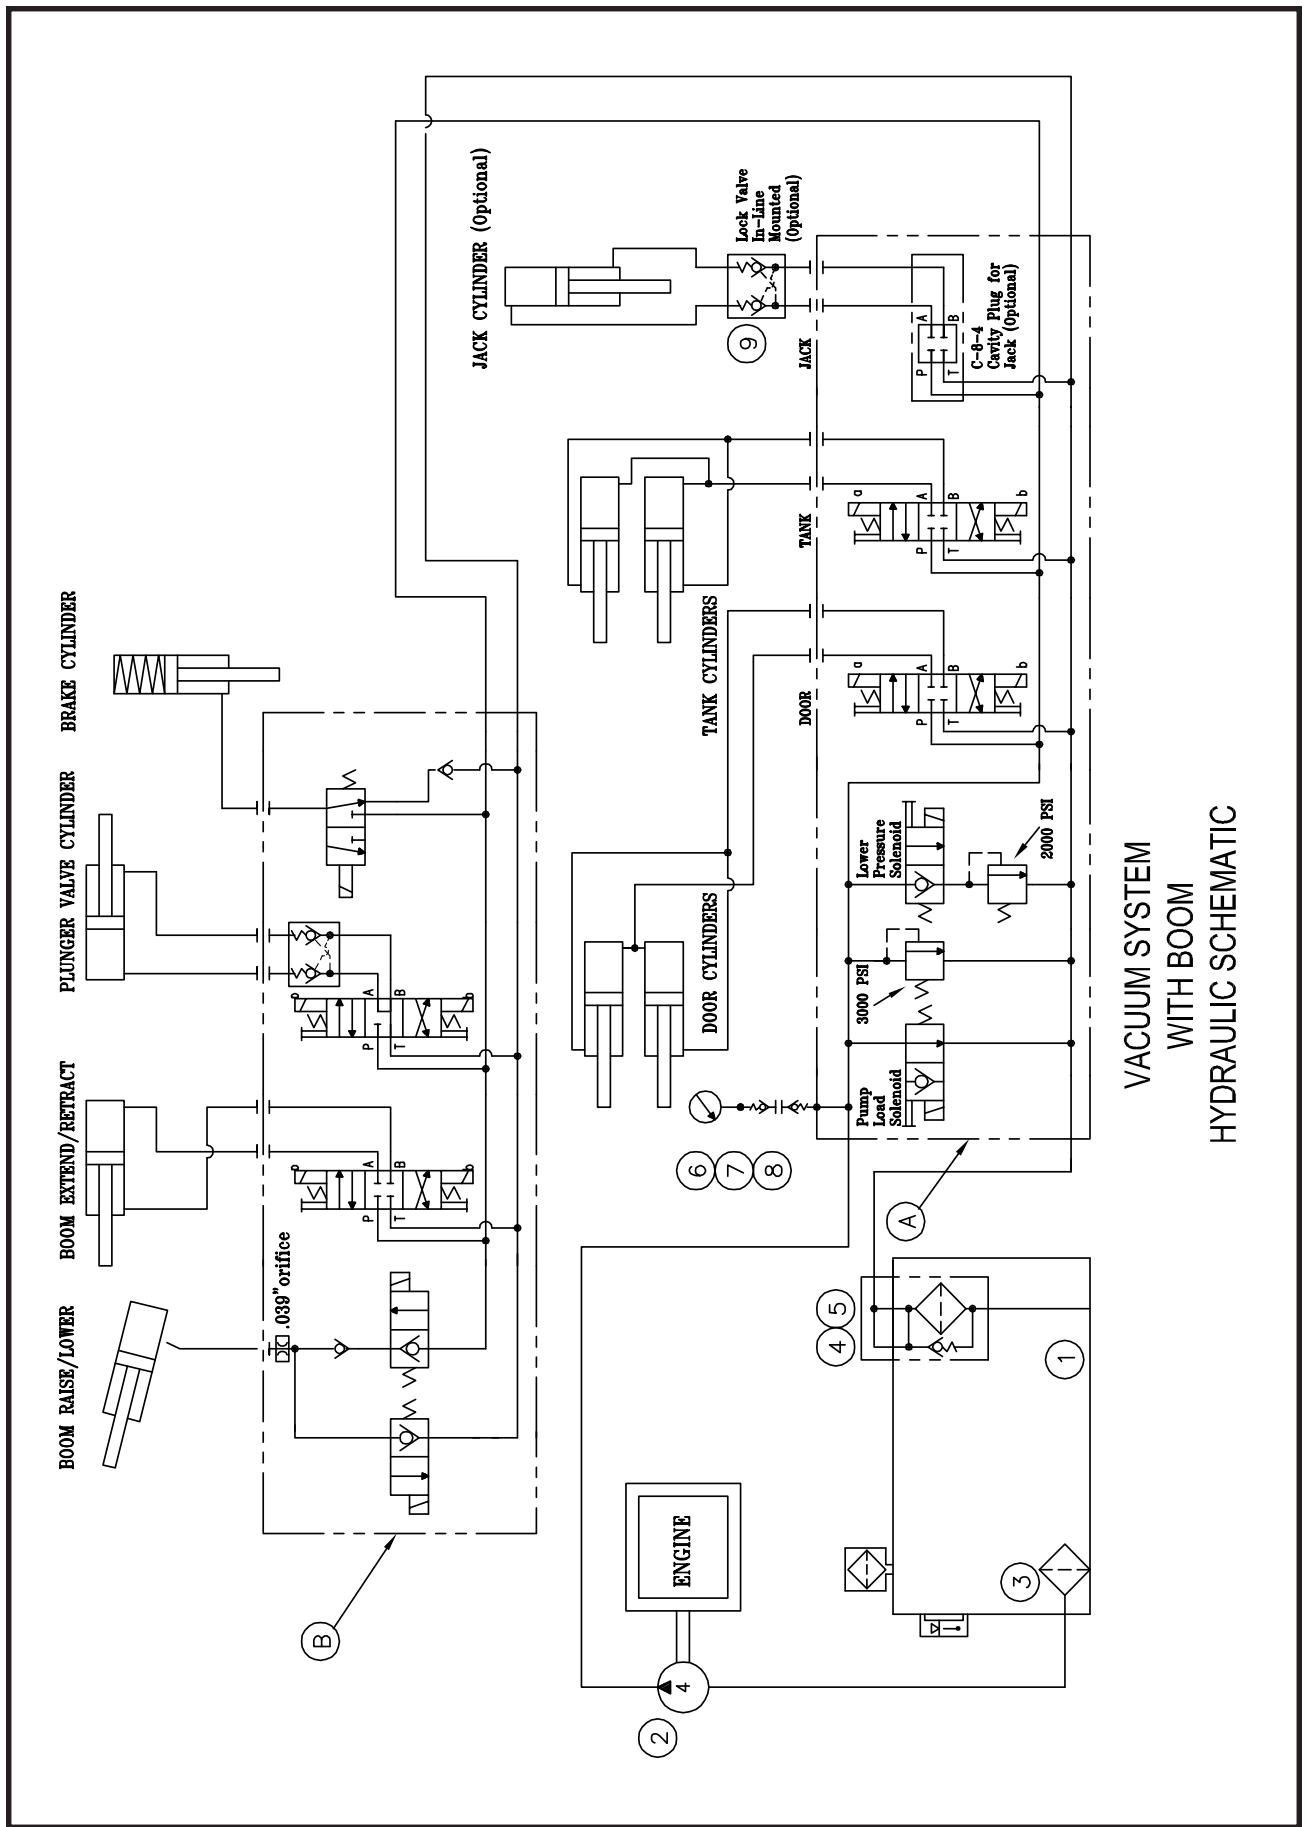 BOOM RAISE/LOWER
BOOM EXTEND/RETRACT
PLUNGER VALVE CYLINDER
BRAKE CYLINDER
.039"orifice
P
T
A
B
P
T
A
B
B
JACK CYLINDER (Optional)
Lock Valve
In-Line
Mounted
(Optional)
9
ENGINE
4
2
DOOR CYLINDERS
TANK CYLINDERS
6
7
8
DOOR
TANK
JACK
Pump
Load
Solenoid
3000 PSI
Lower
Pressure
Solenoid
2000 PSI
a
b
P
T
A
B
a
b
P
T
A
B
P
T
A
B
C-8-4
Cavity Plug for
Jack (Optional)
4
5
A
3
1
VACUUM SYSTEM
WITH BOOM
HYDRAULIC SCHEMATIC